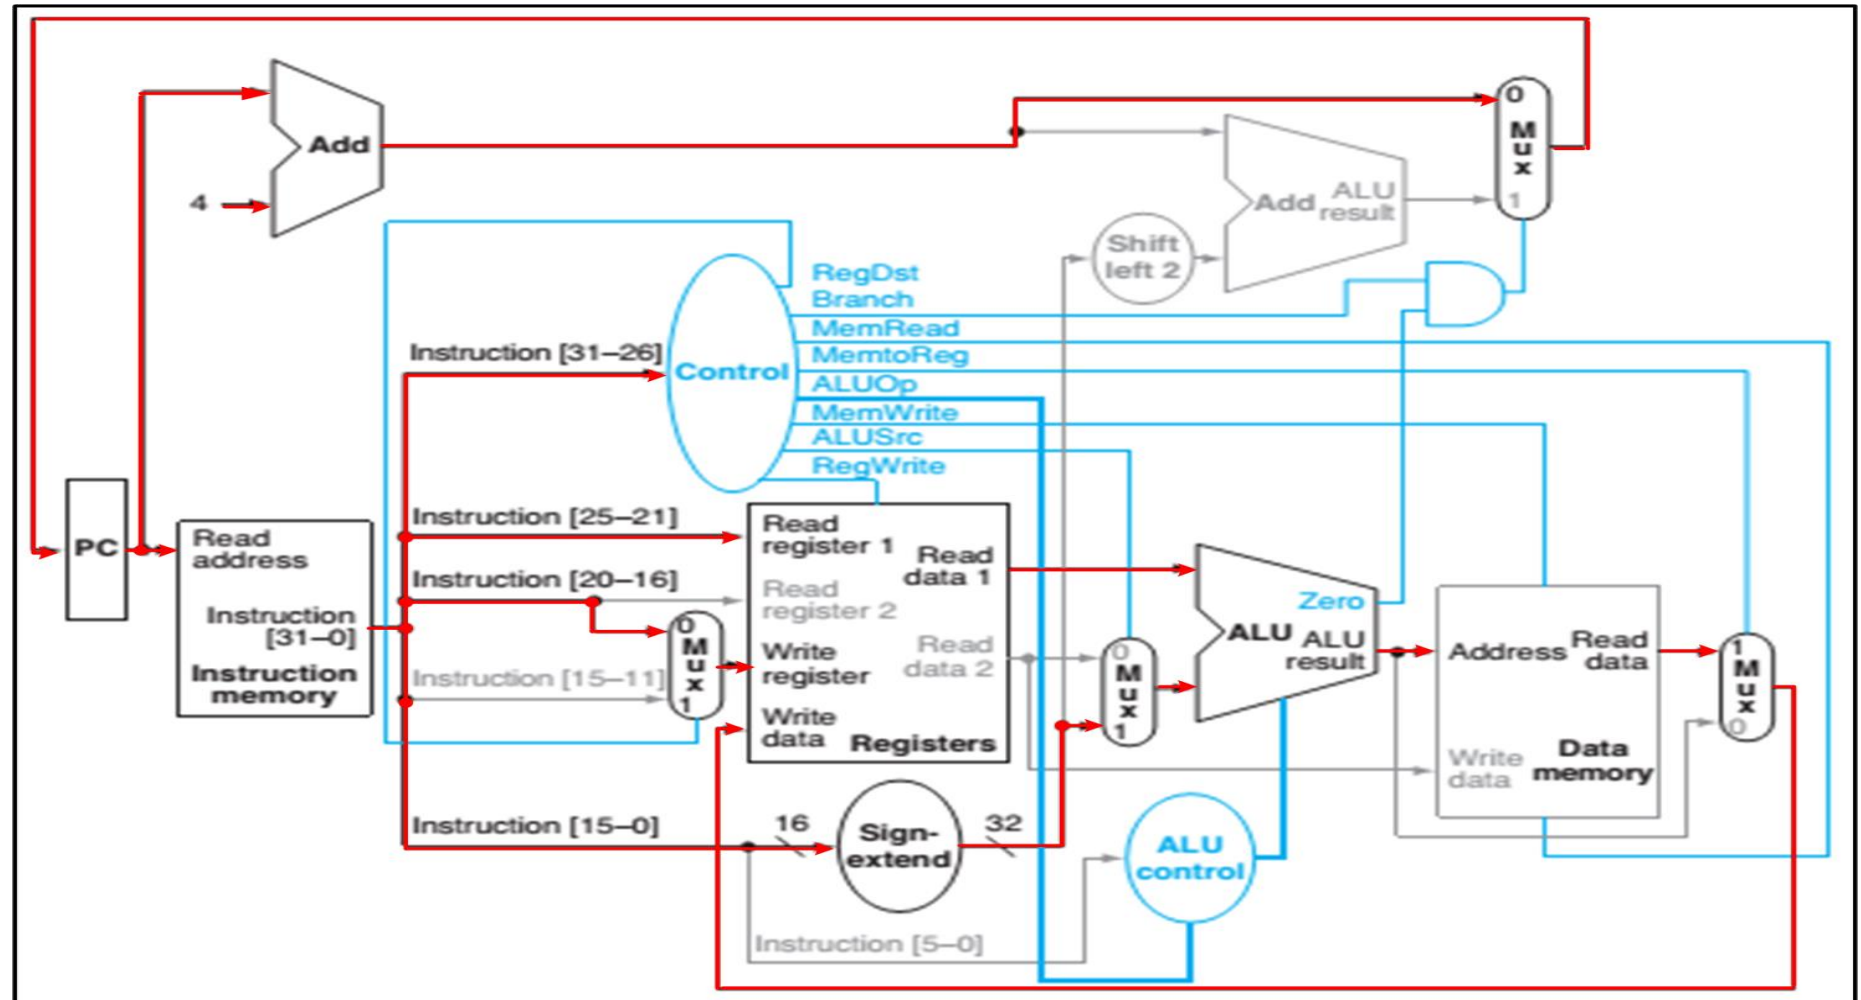 0
M
u
x
1
Add
4
Add
ALU
result
Shift
left 2
RegDst
Branch
MemRead
MemtoReg
ALUOp
MemWrite
ALUSrc
RegWrite
Control
Instruction [31–26]
Instruction [25–21]
Instruction [20–16]
Instruction [15–11]
Instruction [15–0]
Instruction [5–0]
PC
Read
address
Instruction
[31–0]
Instruction
memory
0
M
u
x
1
Read
register 1
Read
register 2
Write
register
Write
data
Read
data 1
Read
data 2
Registers
0
M
u
x
1
Zero
ALU
ALU
result
Address
Read
data
Write
data
Data
memory
1
M
u
x
0
16
Sign-
extend
32
ALU
control